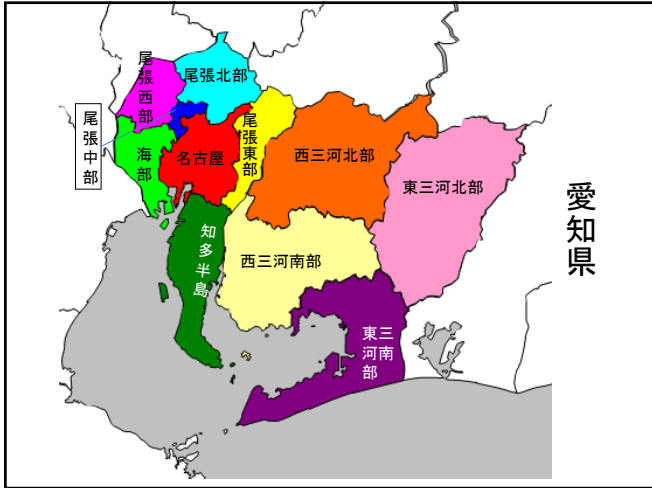 尾張西部
尾張北部
尾張中部
海部
名古屋
尾張東部
西三河北部
東三河北部
知多半島
西三河南部
東三
河南
部
愛知県